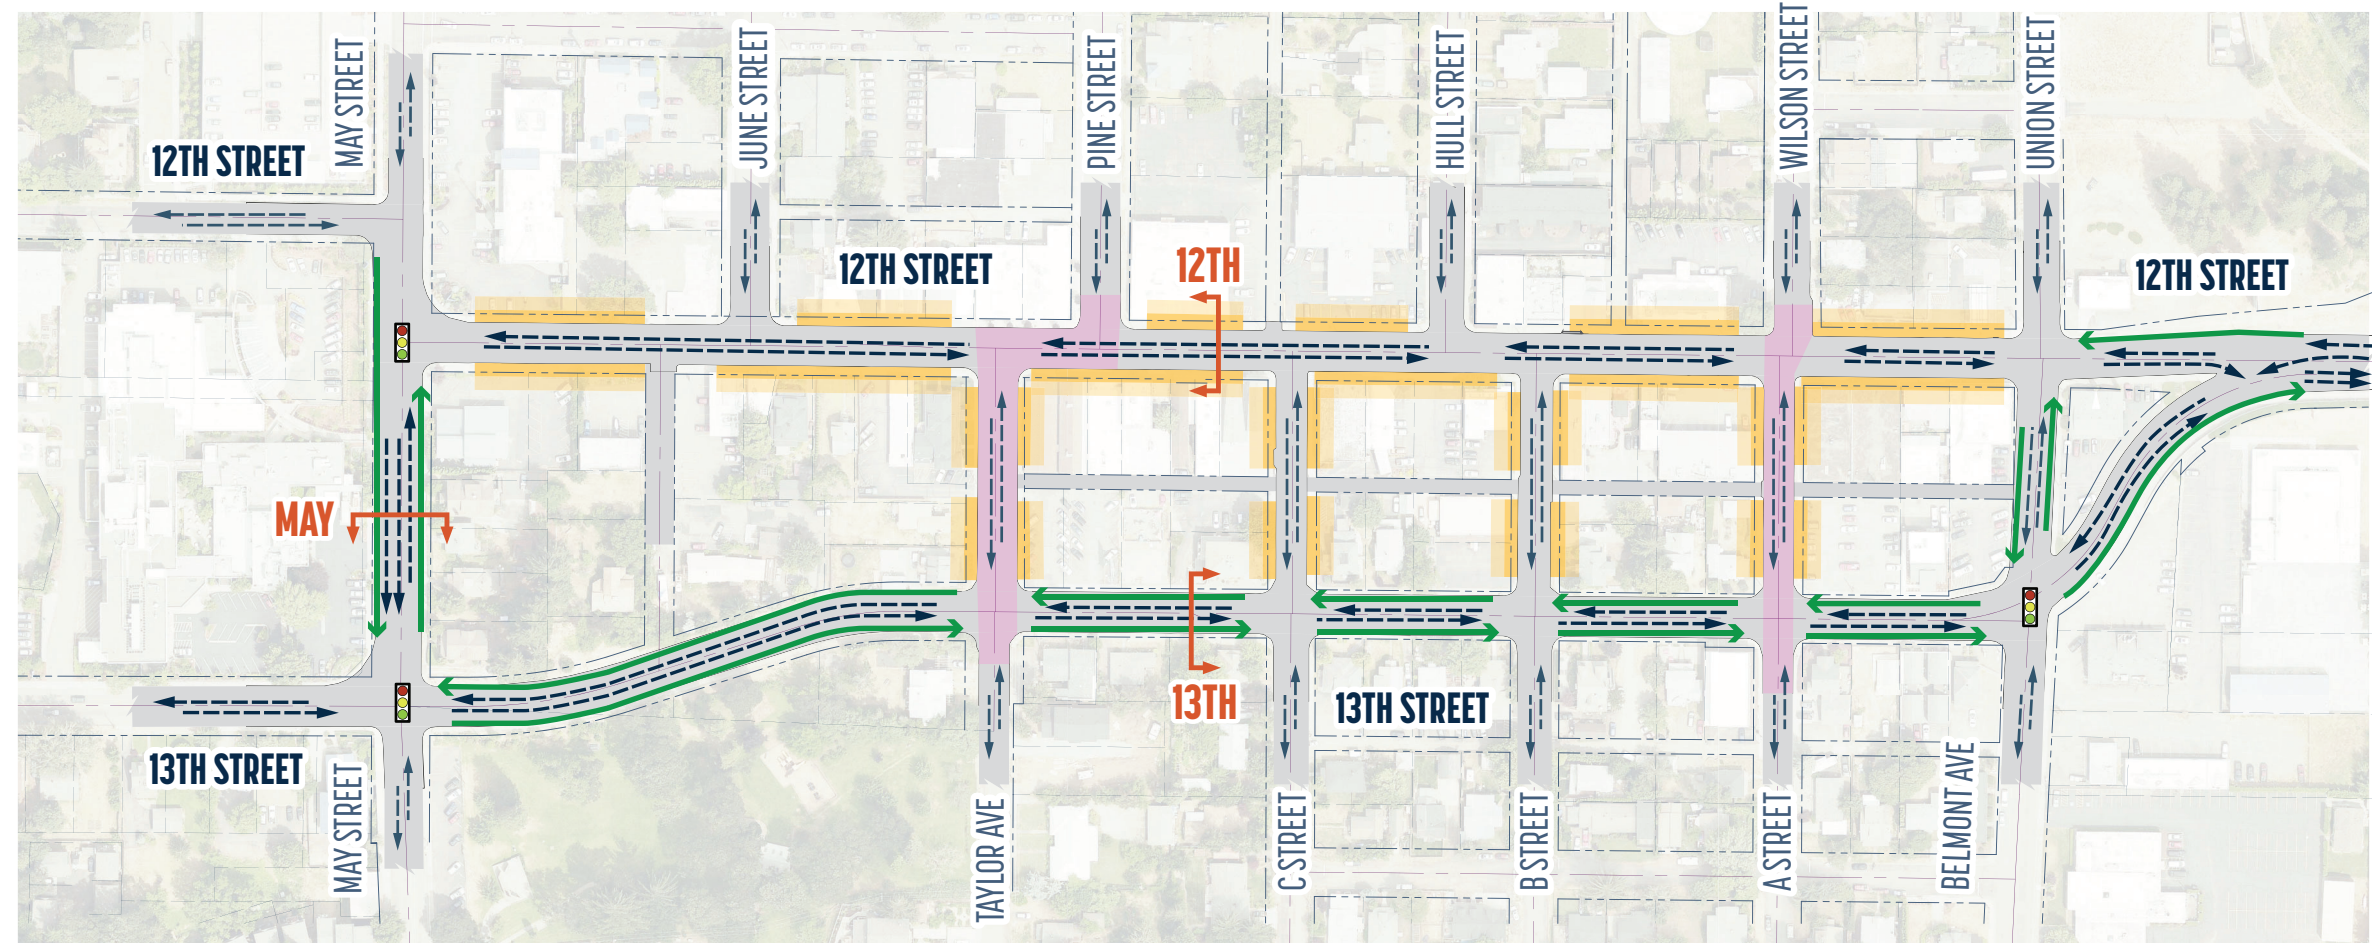 MAY STREET
JUNE STREET
PINE STREET
HULL STREET
WILSON STREET
UNION STREET
12TH STREET
12TH STREET
12TH
12TH STREET
MAY
13TH
13TH STREET
13TH STREET
MAY STREET
TAYLOR AVE
C STREET
B STREET
A STREET
BELMONT AVE